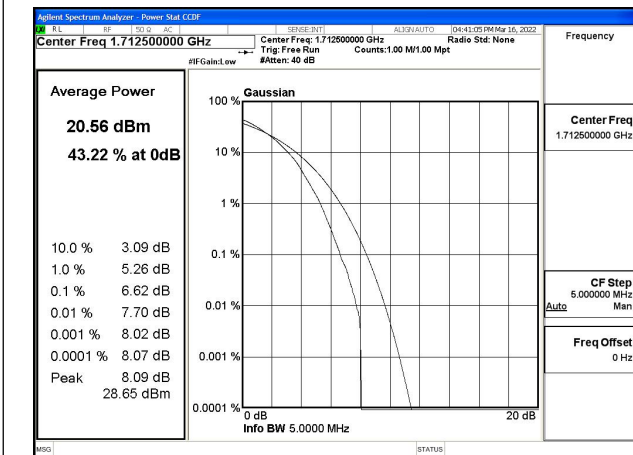 Agilent Spectrum Analyzer - Power Stat CCDF
RL RF 50 Ω AC SENSE:INT ALIGN AUTO 04:41:05 PM Mar 16, 2022
Center Freq 1.712500000 GHz
Center Freq: 1.712500000 GHz Radio Std: None
Trig: Free Run Counts:1.00 M/1.00 Mpt
#IFGain:Low #Atten: 40 dB
Frequency
Average Power
20.56 dBm
43.22 % at 0dB
10.0 % 3.09 dB
1.0 % 5.26 dB
0.1 % 6.62 dB
0.01 % 7.70 dB
0.001 % 8.02 dB
0.0001 % 8.07 dB
Peak 8.09 dB
28.65 dBm
Gaussian
100 %
10 %
1 %
0.1 %
0.01 %
0.001 %
0.0001 %
0 dB 20 dB
Info BW 5.0000 MHz
Center Freq
1.712500000 GHz
CF Step
5.000000 MHz
Auto Man
Freq Offset
0 Hz
MSG STATUS